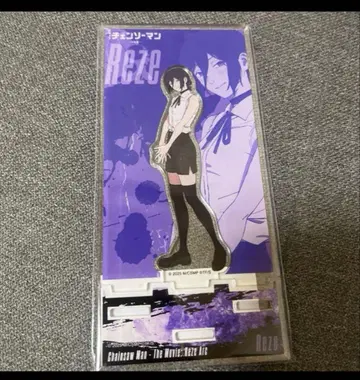 チェンソーマン
Reze
Reze
Chainsaw Man - The Movie: Reze Arc